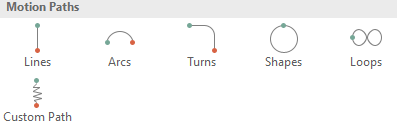 Motion Paths
Lines Arcs Turns Shapes Loops
Custom Path